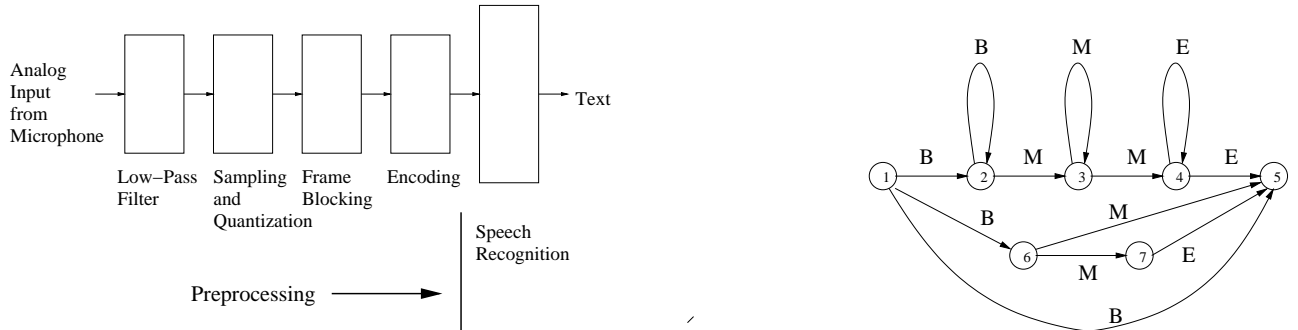 Analog
Input
from
Microphone
Text
Low–Pass
Filter
Sampling
and
Quantization
Frame
Blocking
Encoding
Speech
Recognition
Preprocessing
B M E
B M M E
1 2 3 4 5
B M
6 7
M E
B